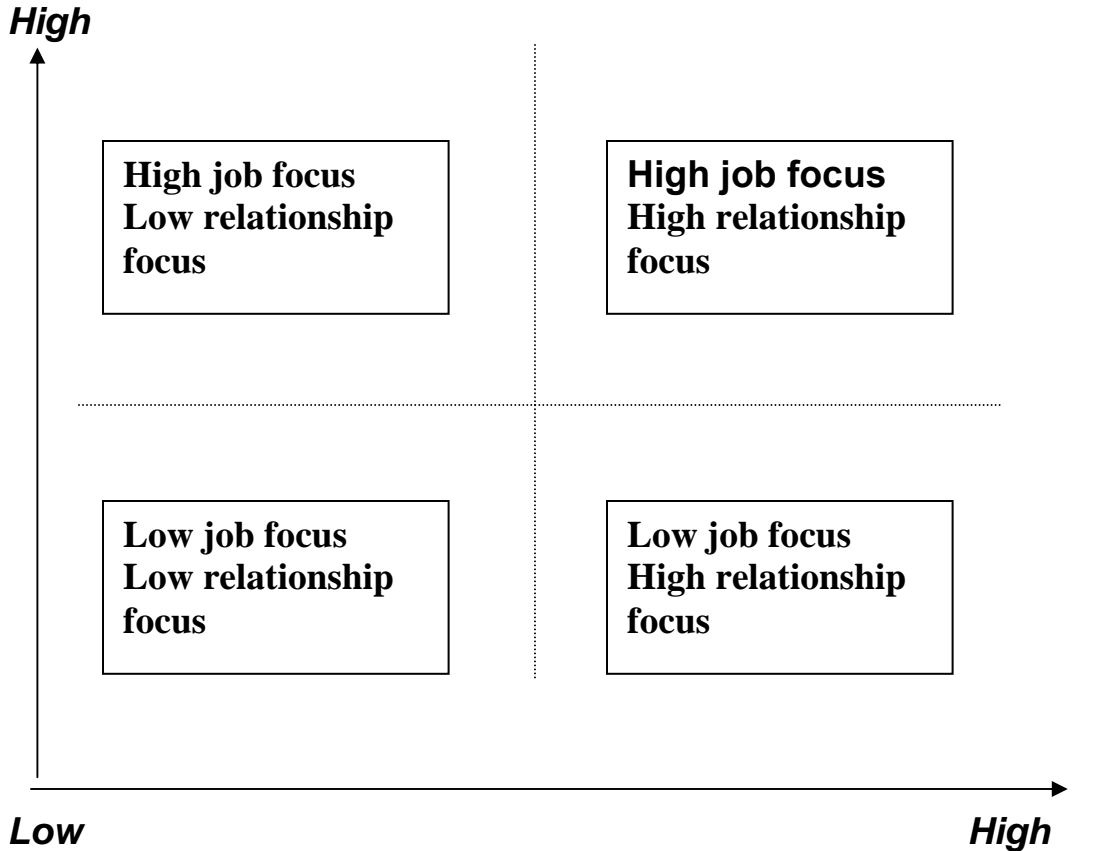 High
High job focus
Low relationship
focus
High job focus
High relationship
focus
Low job focus
Low relationship
focus
Low job focus
High relationship
focus
Low
High